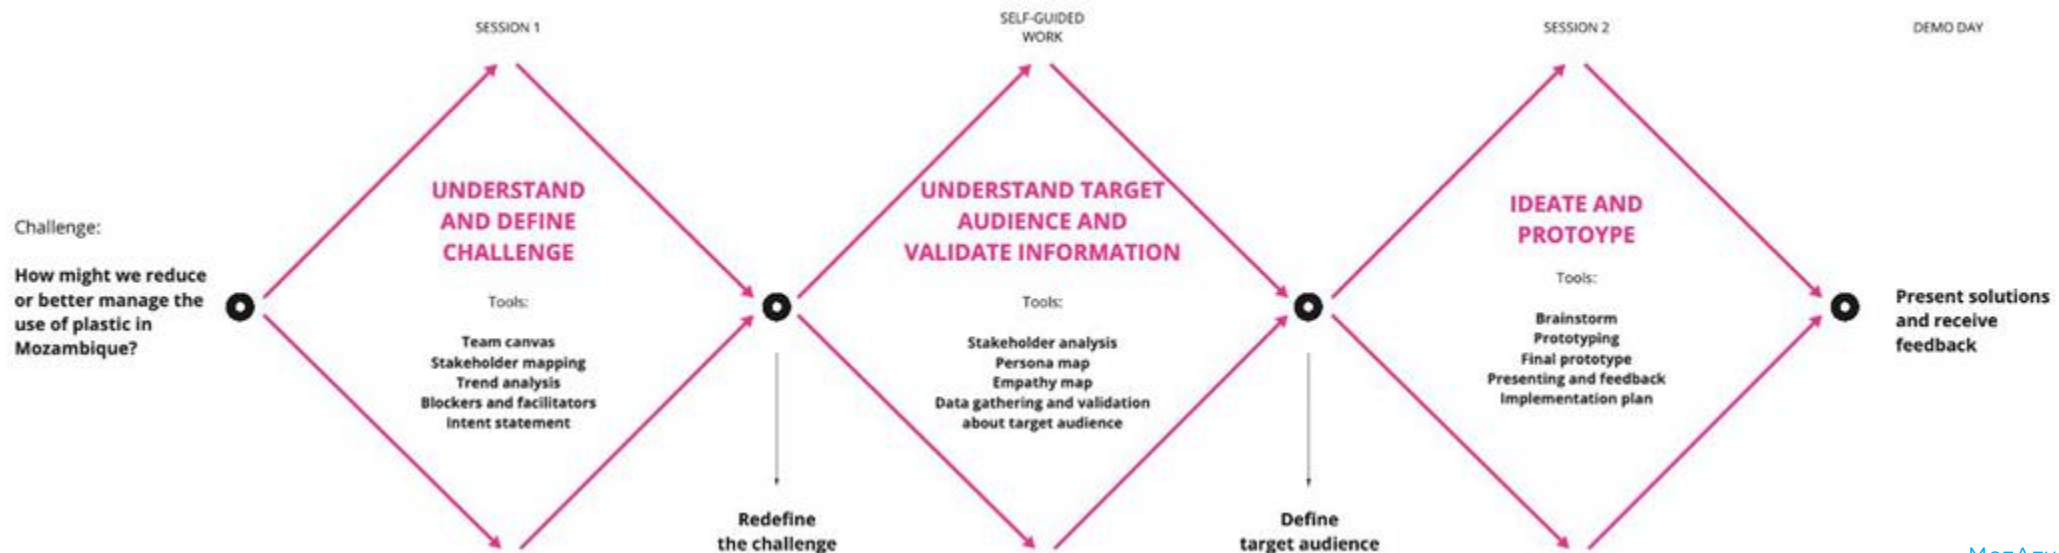 SESSION 1
SELF-GUIDED
WORK
SESSION 2
DEMO DAY
Challenge:
How might we reduce
or better manage the
use of plastic in
Mozambique?
UNDERSTAND
AND DEFINE
CHALLENGE
Tools:
Team canvas
Stakeholder mapping
Trend analysis
Blockers and facilitators
Intent statement
Redefine
the challenge
UNDERSTAND TARGET
AUDIENCE AND
VALIDATE INFORMATION
Tools:
Stakeholder analysis
Persona map
Empathy map
Data gathering and validation
about target audience
Define
target audience
IDEATE AND
PROTOYPE
Tools:
Brainstorm
Prototyping
Final prototype
Presenting and feedback
Implementation plan
Present solutions
and receive
feedback